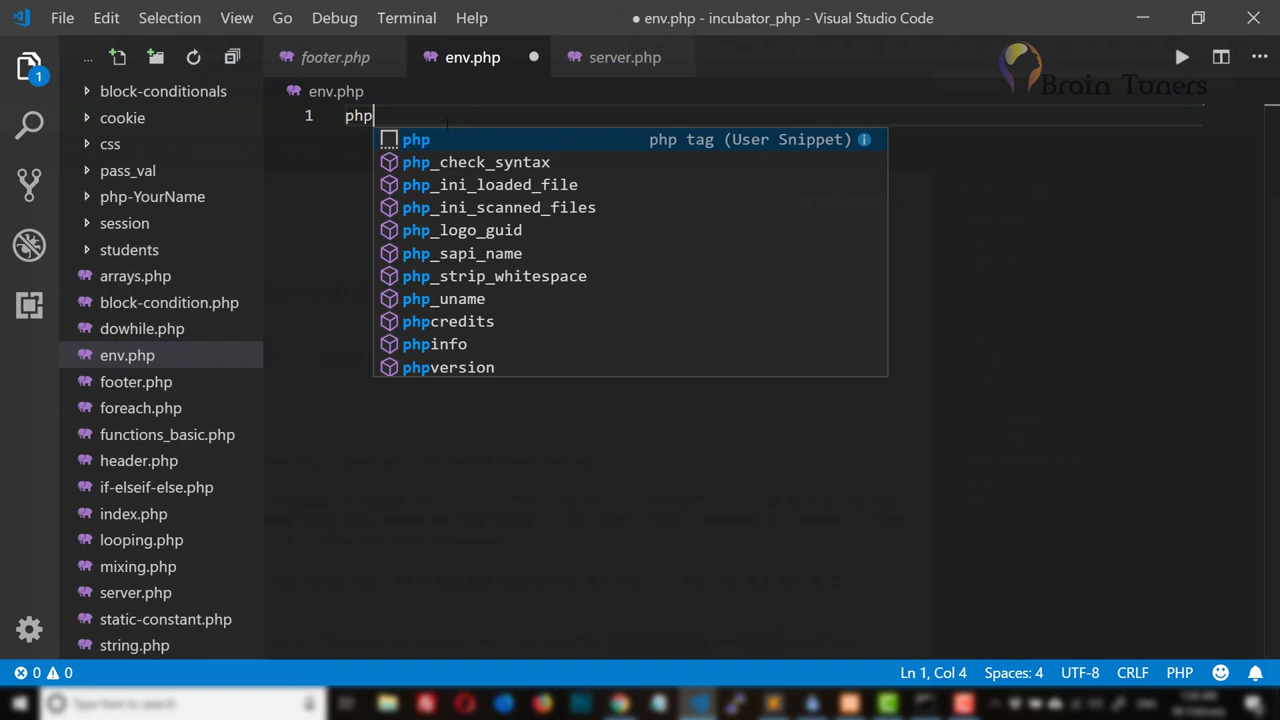 File Edit Selection View Go Debug Terminal Help ● env.php - incubator_php - Visual Studio Code
... footer.php env.php server.php
Brain Tuners
1
block-conditionals
cookie
css
pass_val
php-YourName
session
students
arrays.php
block-condition.php
dowhile.php
env.php
footer.php
foreach.php
functions_basic.php
header.php
if-elseif-else.php
index.php
looping.php
mixing.php
server.php
static-constant.php
string.php
env.php
1 php
php php tag (User Snippet)
php_check_syntax
php_ini_loaded_file
php_ini_scanned_files
php_logo_guid
php_sapi_name
php_strip_whitespace
php_uname
phpcredits
phpinfo
phpversion
0 0 Ln 1, Col 4 Spaces: 4 UTF-8 CRLF PHP
Type here to search